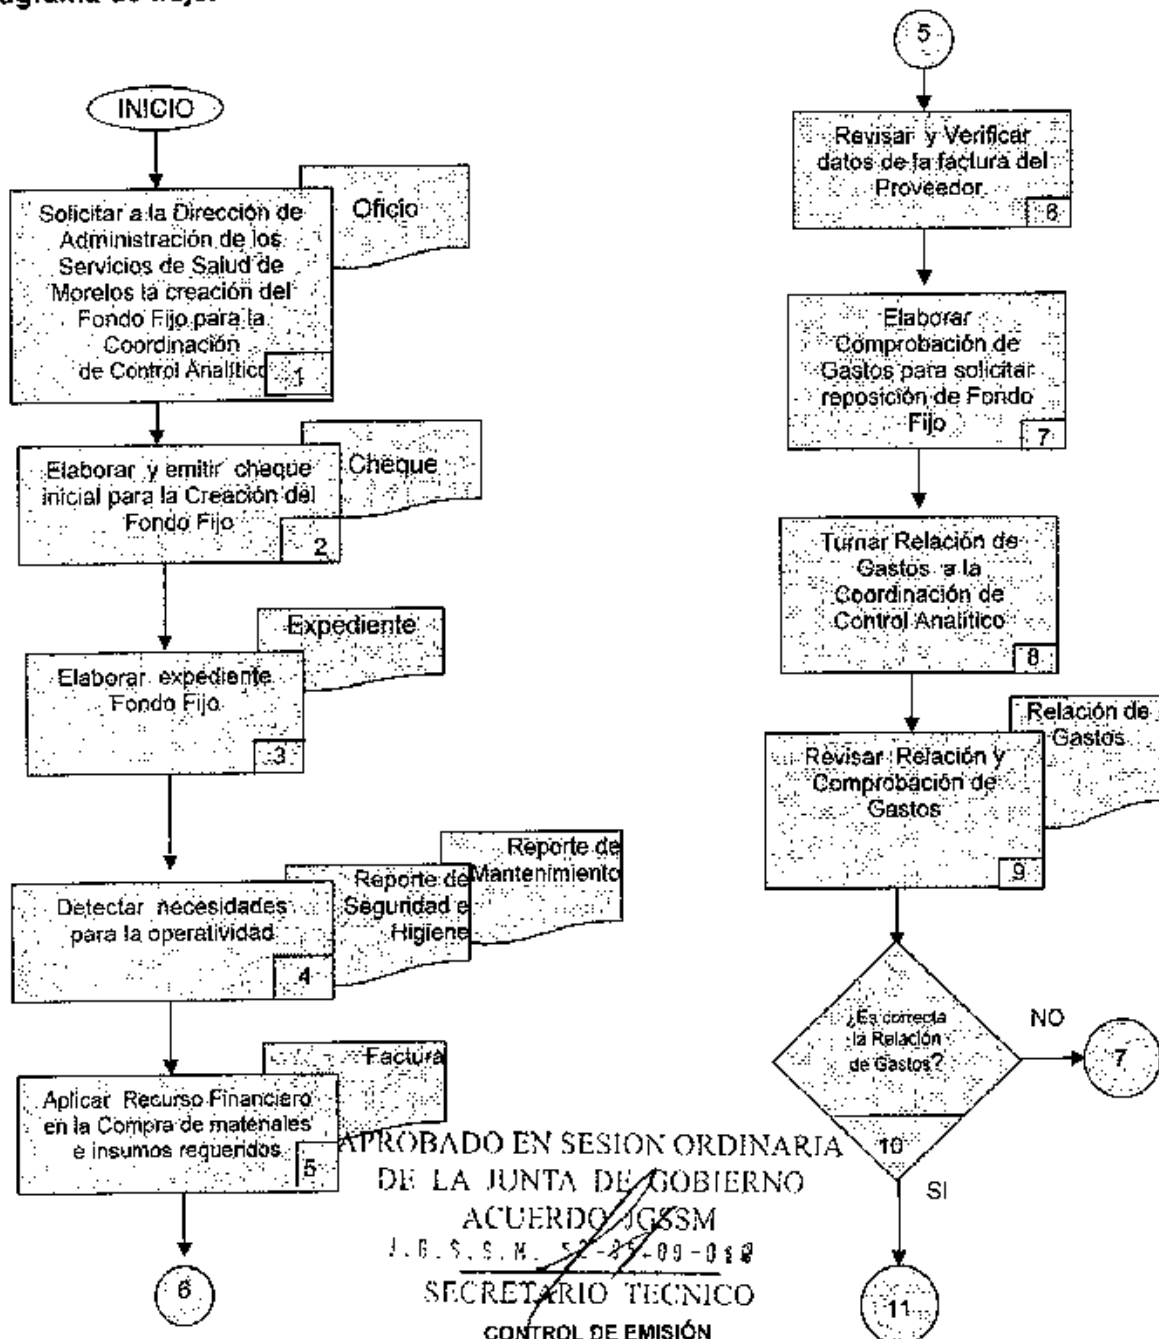 INICIO
Solicitar a la Dirección de
Administración de los
Servicios de Salud de
Morelos la creación del
Fondo Fijo para la
Coordinación
de Control Analítico
1
Oficio
Elaborar y emitir cheque
inicial para la Creación del
Fondo Fijo
2
Cheque
Elaborar expediente
Fondo Fijo
3
Expediente
Detectar necesidades
para la operatividad
4
Reporte de
Seguridad e
Higiene
Reporte de
Mantenimiento
Aplicar Recurso Financiero
en la Compra de materiales
e insumos requeridos
5
Factura
6
5
Revisar y Verificar
datos de la factura del
Proveedor
6
Elaborar
Comprobación de
Gastos para solicitar
reposición de Fondo
Fijo
7
Turnar Relación de
Gastos a la
Coordinación de
Control Analítico
8
Revisar Relación y
Comprobación de
Gastos
9
Relación de
Gastos
¿Es correcta
la Relación
de Gastos?
10
NO
7
SI
11
APROBADO EN SESION ORDINARIA
DE LA JUNTA DE GOBIERNO
ACUERDO JGSSM
SECRETARIO TECNICO
CONTROL DE EMISIÓN